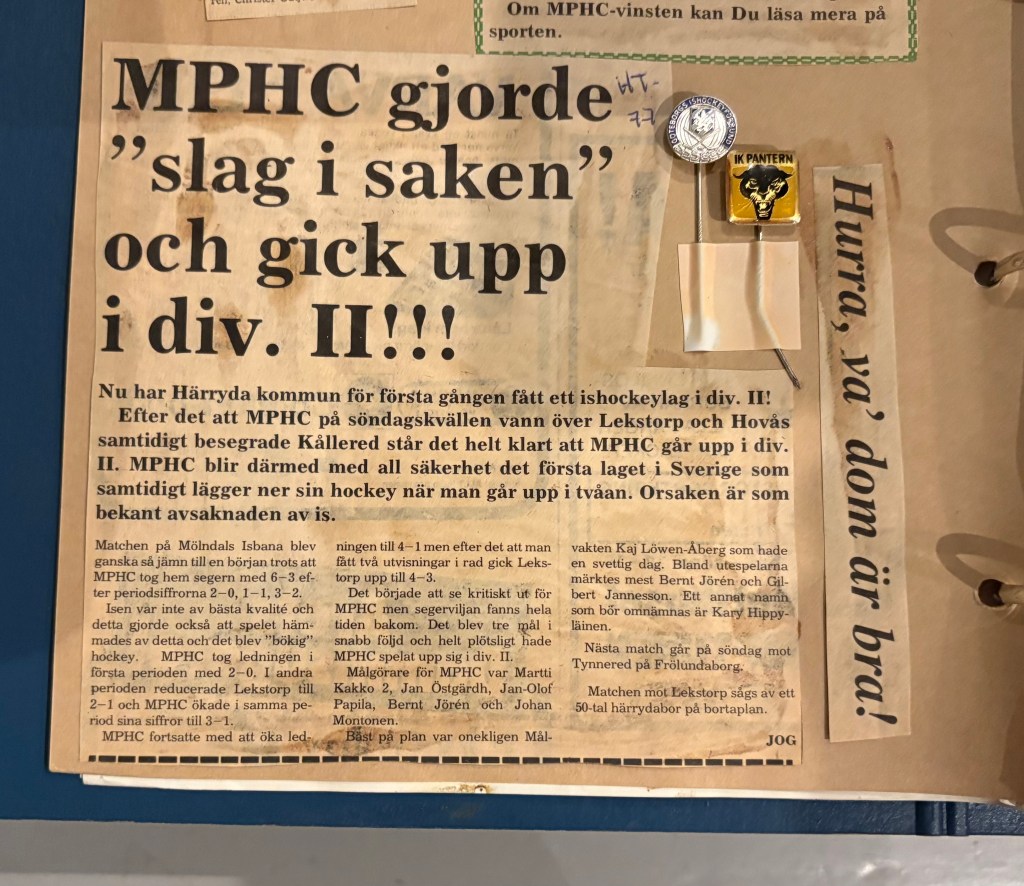 Om MPHC-vinsten kan Du läsa mera på
sporten.
MPHC gjorde
”slag i saken”
och gick upp
i div. II!!!
HT-
77
GÖTEBORGS ISHOCKEYFÖRBUND
IK PANTERN
Hurra, va’ dom är bra!
Nu har Härryda kommun för första gången fått ett ishockeylag i div. II!
Efter det att MPHC på söndagskvällen vann över Lekstorp och Hovås
samtidigt besegrade Kållered står det helt klart att MPHC går upp i div.
II. MPHC blir därmed med all säkerhet det första laget i Sverige som
samtidigt lägger ner sin hockey när man går upp i tvåan. Orsaken är som
bekant avsaknaden av is.
Matchen på Mölndals Isbana blev
ganska så jämn till en början trots att
MPHC tog hem segern med 6–3 ef-
ter periodsiffrorna 2–0, 1–1, 3–2.
Isen var inte av bästa kvalité och
detta gjorde också att spelet häm-
mades av detta och det blev ”bökig”
hockey. MPHC tog ledningen i
första perioden med 2–0. I andra
perioden reducerade Lekstorp till
2–1 och MPHC ökade i samma pe-
riod sina siffror till 3–1.
MPHC fortsatte med att öka led-
ningen till 4–1 men efter det att man
fått två utvisningar i rad gick Leks-
torp upp till 4–3.
Det började att se kritiskt ut för
MPHC men segerviljan fanns hela
tiden bakom. Det blev tre mål i
snabb följd och helt plötsligt hade
MPHC spelat upp sig i div. II.
Målgörare för MPHC var Martti
Kakko 2, Jan Östgärdh, Jan-Olof
Papila, Bernt Jörén och Johan
Montonen.
Bäst på plan var onekligen Mål-
vakten Kaj Löwen-Åberg som hade
en svettig dag. Bland utespelarna
märktes mest Bernt Jörén och Gil-
bert Jannesson. Ett annat namn
som bör omnämnas är Kary Hippy-
läinen.
Nästa match går på söndag mot
Tynnered på Frölundaborg.
Matchen mot Lekstorp sågs av ett
50-tal härrydabor på bortaplan.
JOG